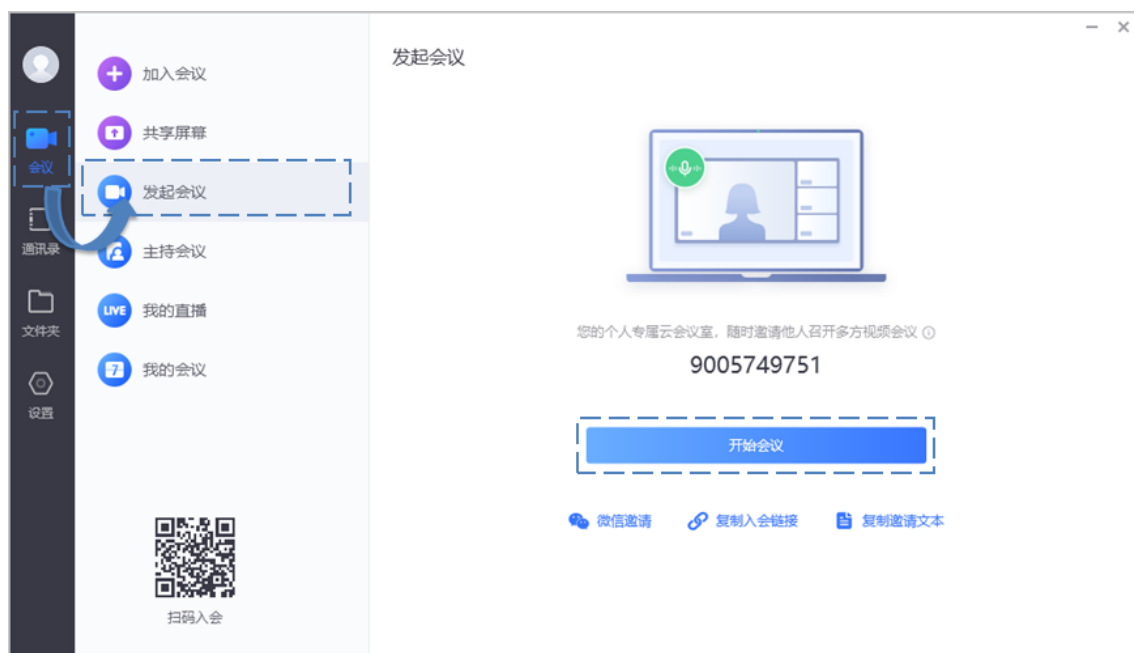 会议
通讯录
文件夹
设置
加入会议
共享屏幕
发起会议
主持会议
LIVE
我的直播
7
我的会议
扫码入会
发起会议
您的个人专属云会议室，随时邀请他人召开多方视频会议
9005749751
开始会议
微信邀请 复制入会链接 复制邀请文本